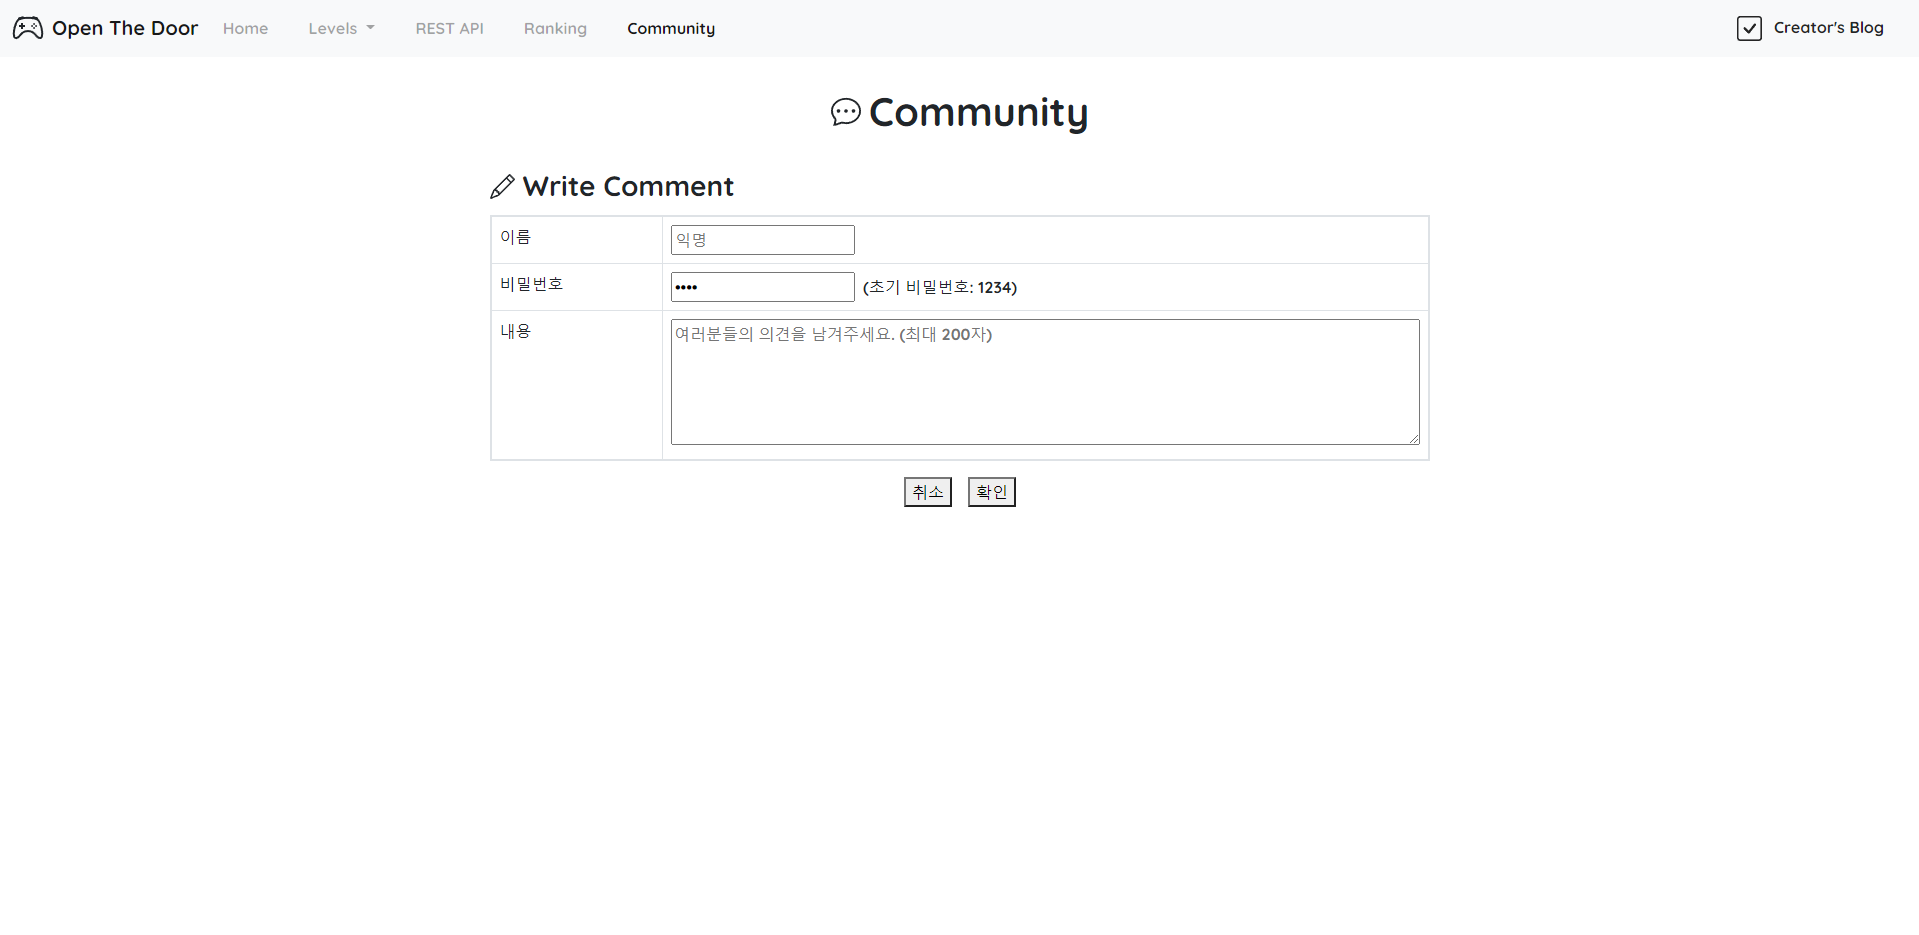 Open The Door Home Levels REST API Ranking Community Creator's Blog
Community
Write Comment
이름 익명
비밀번호 •••• (초기 비밀번호: 1234)
내용 여러분들의 의견을 남겨주세요. (최대 200자)
취소 확인